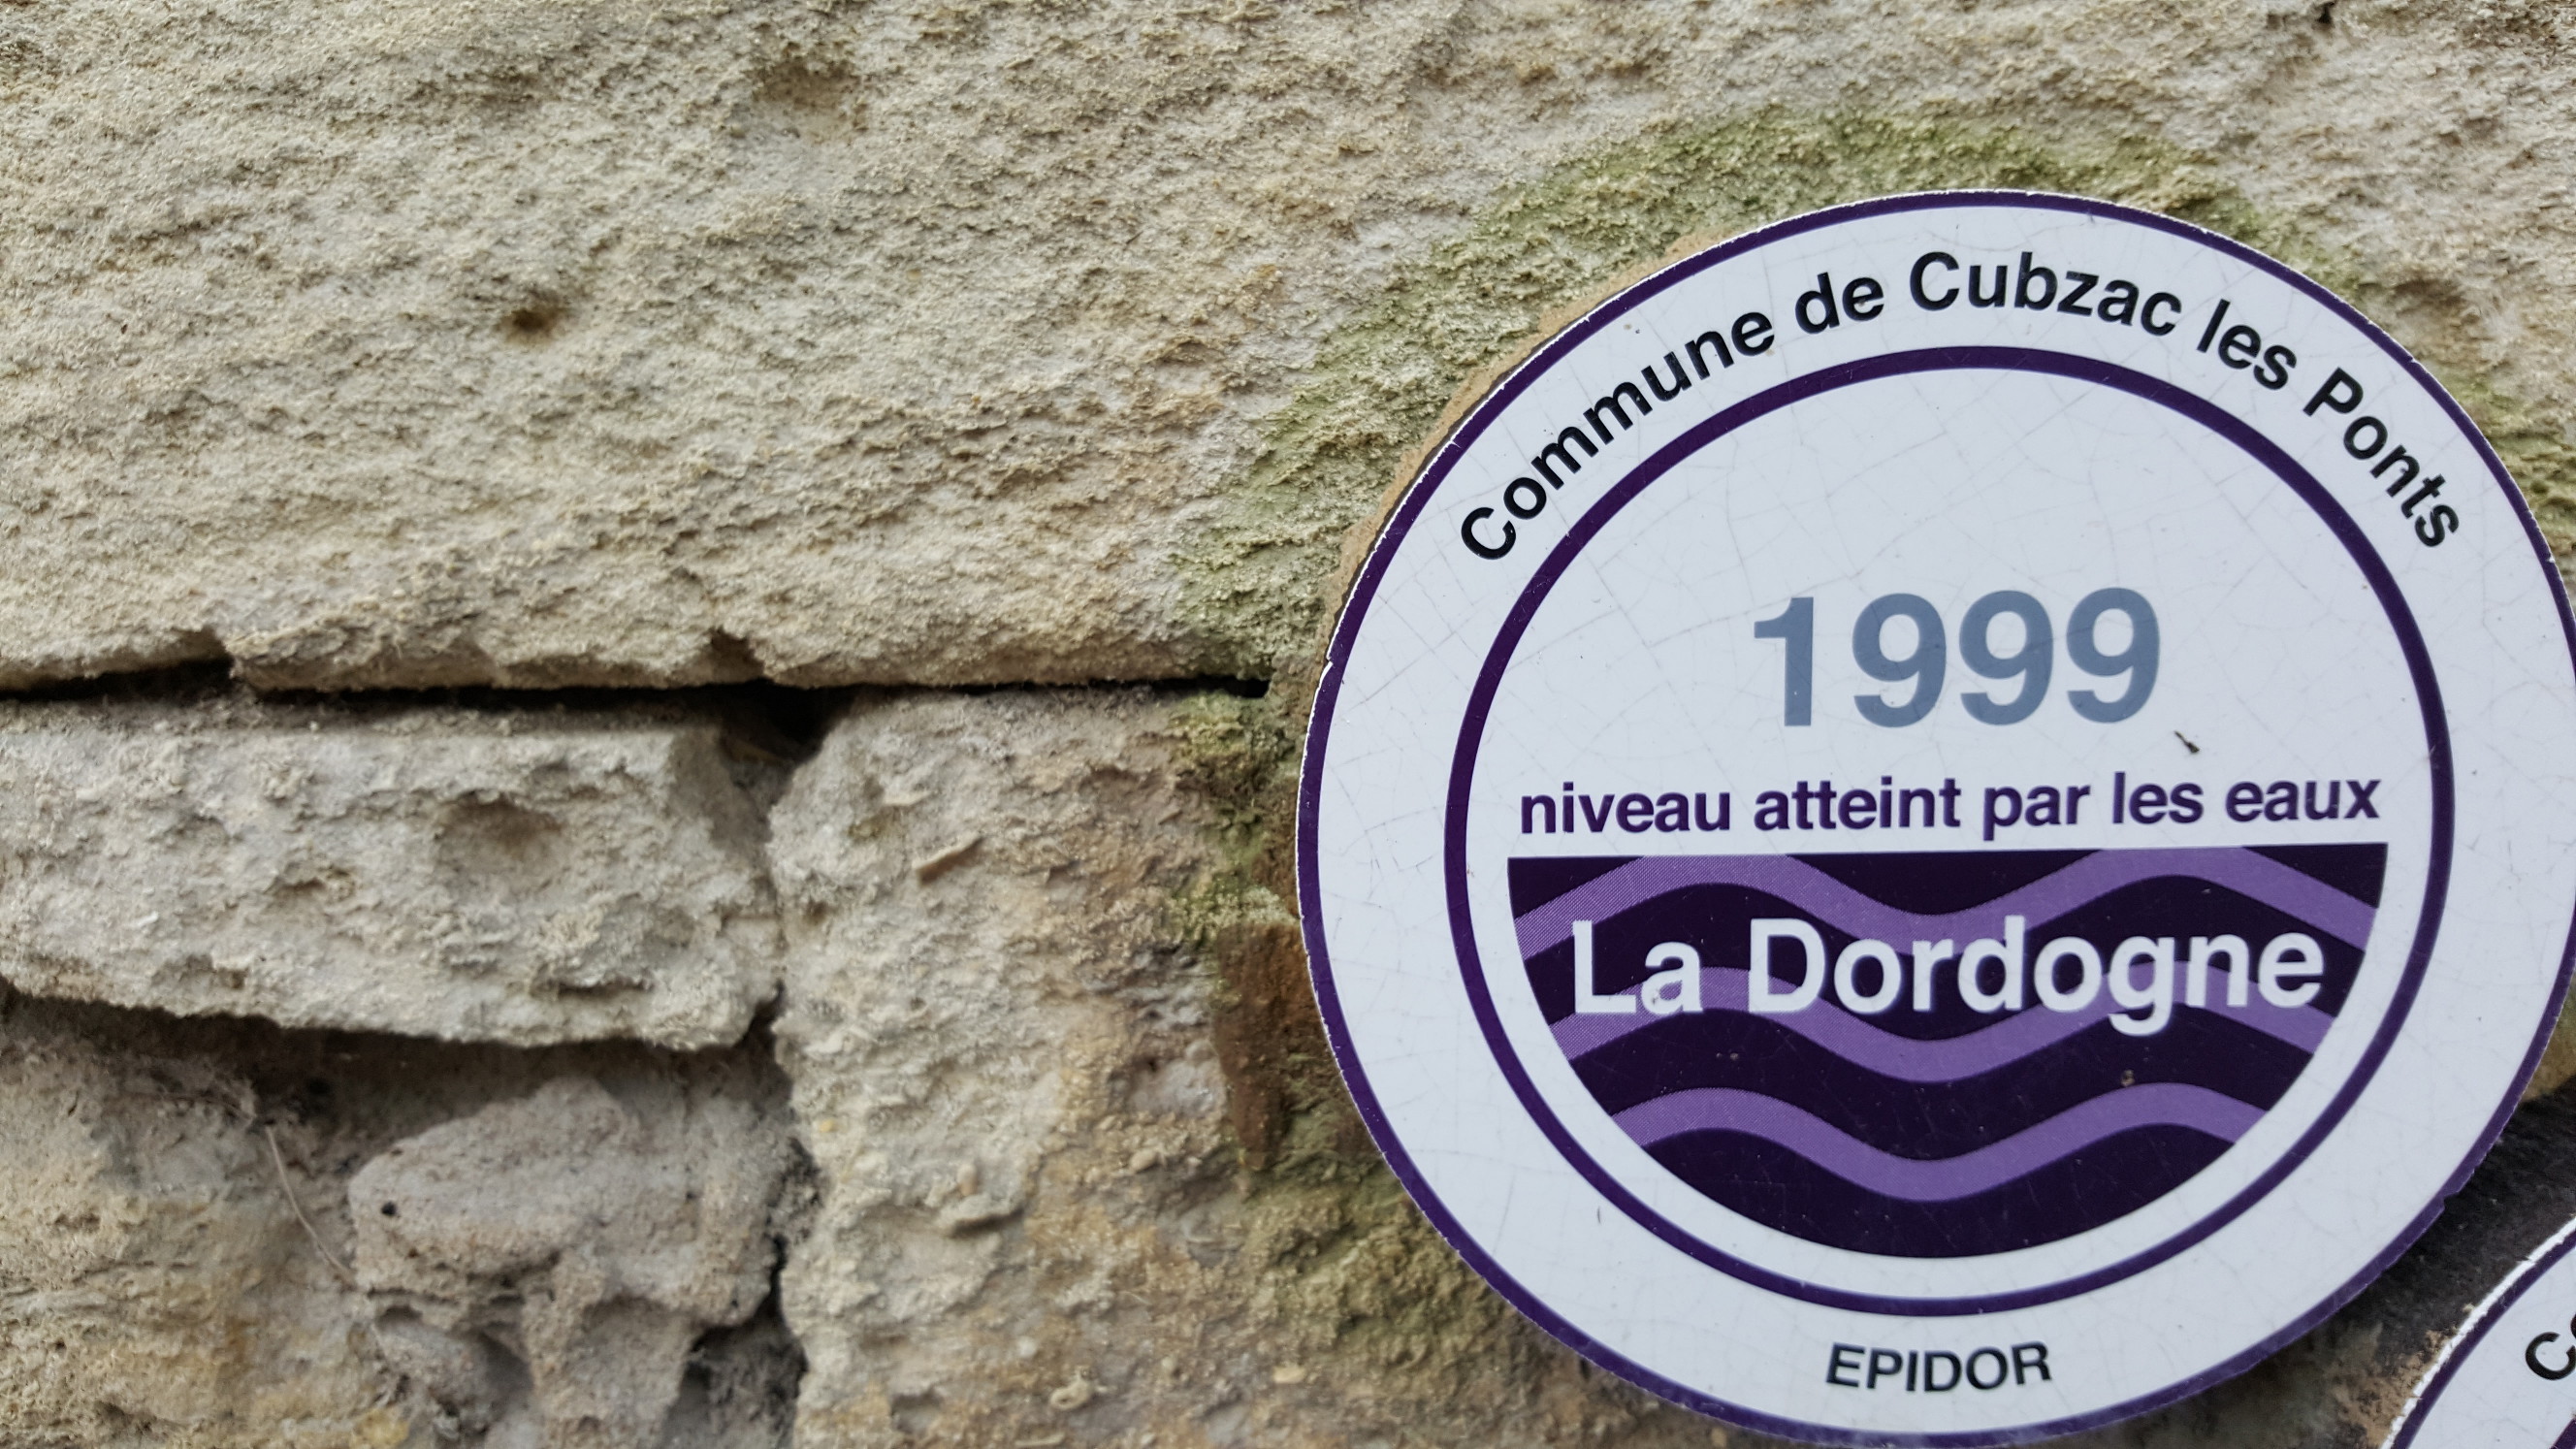 Commune de Cubzac les Ponts
1999
niveau atteint par les eaux
La Dordogne
EPIDOR